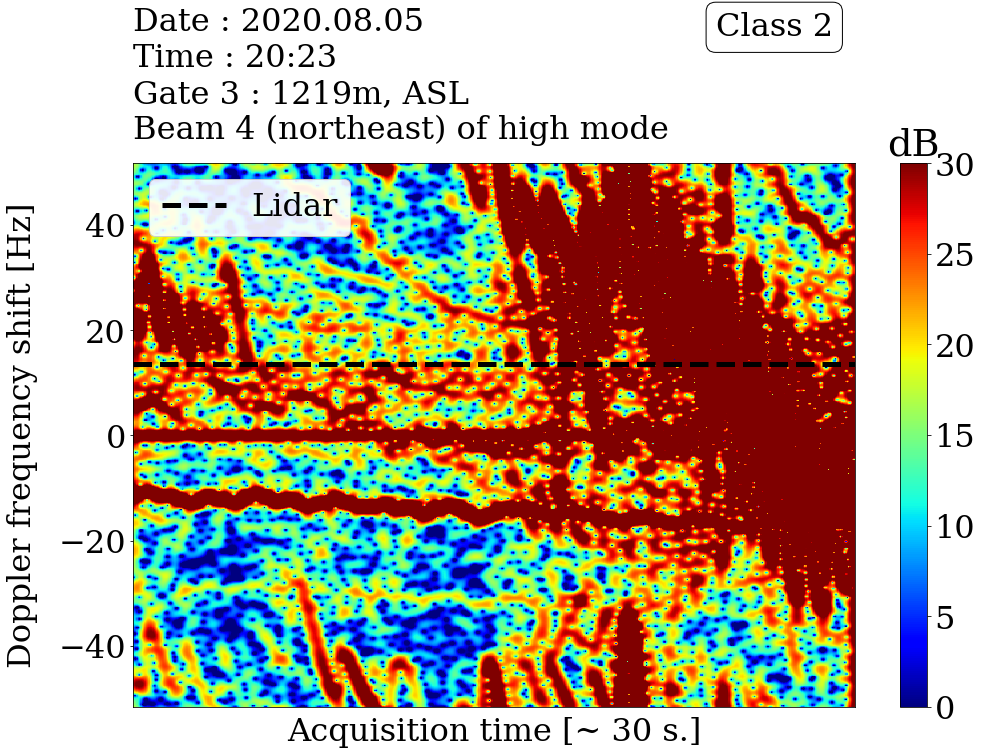 Date : 2020.08.05
Time : 20:23
Gate 3 : 1219m, ASL
Beam 4 (northeast) of high mode
Class 2
dB
Lidar
Doppler frequency shift [Hz]
40
20
0
−20
−40
Acquisition time [~ 30 s.]
30
25
20
15
10
5
0